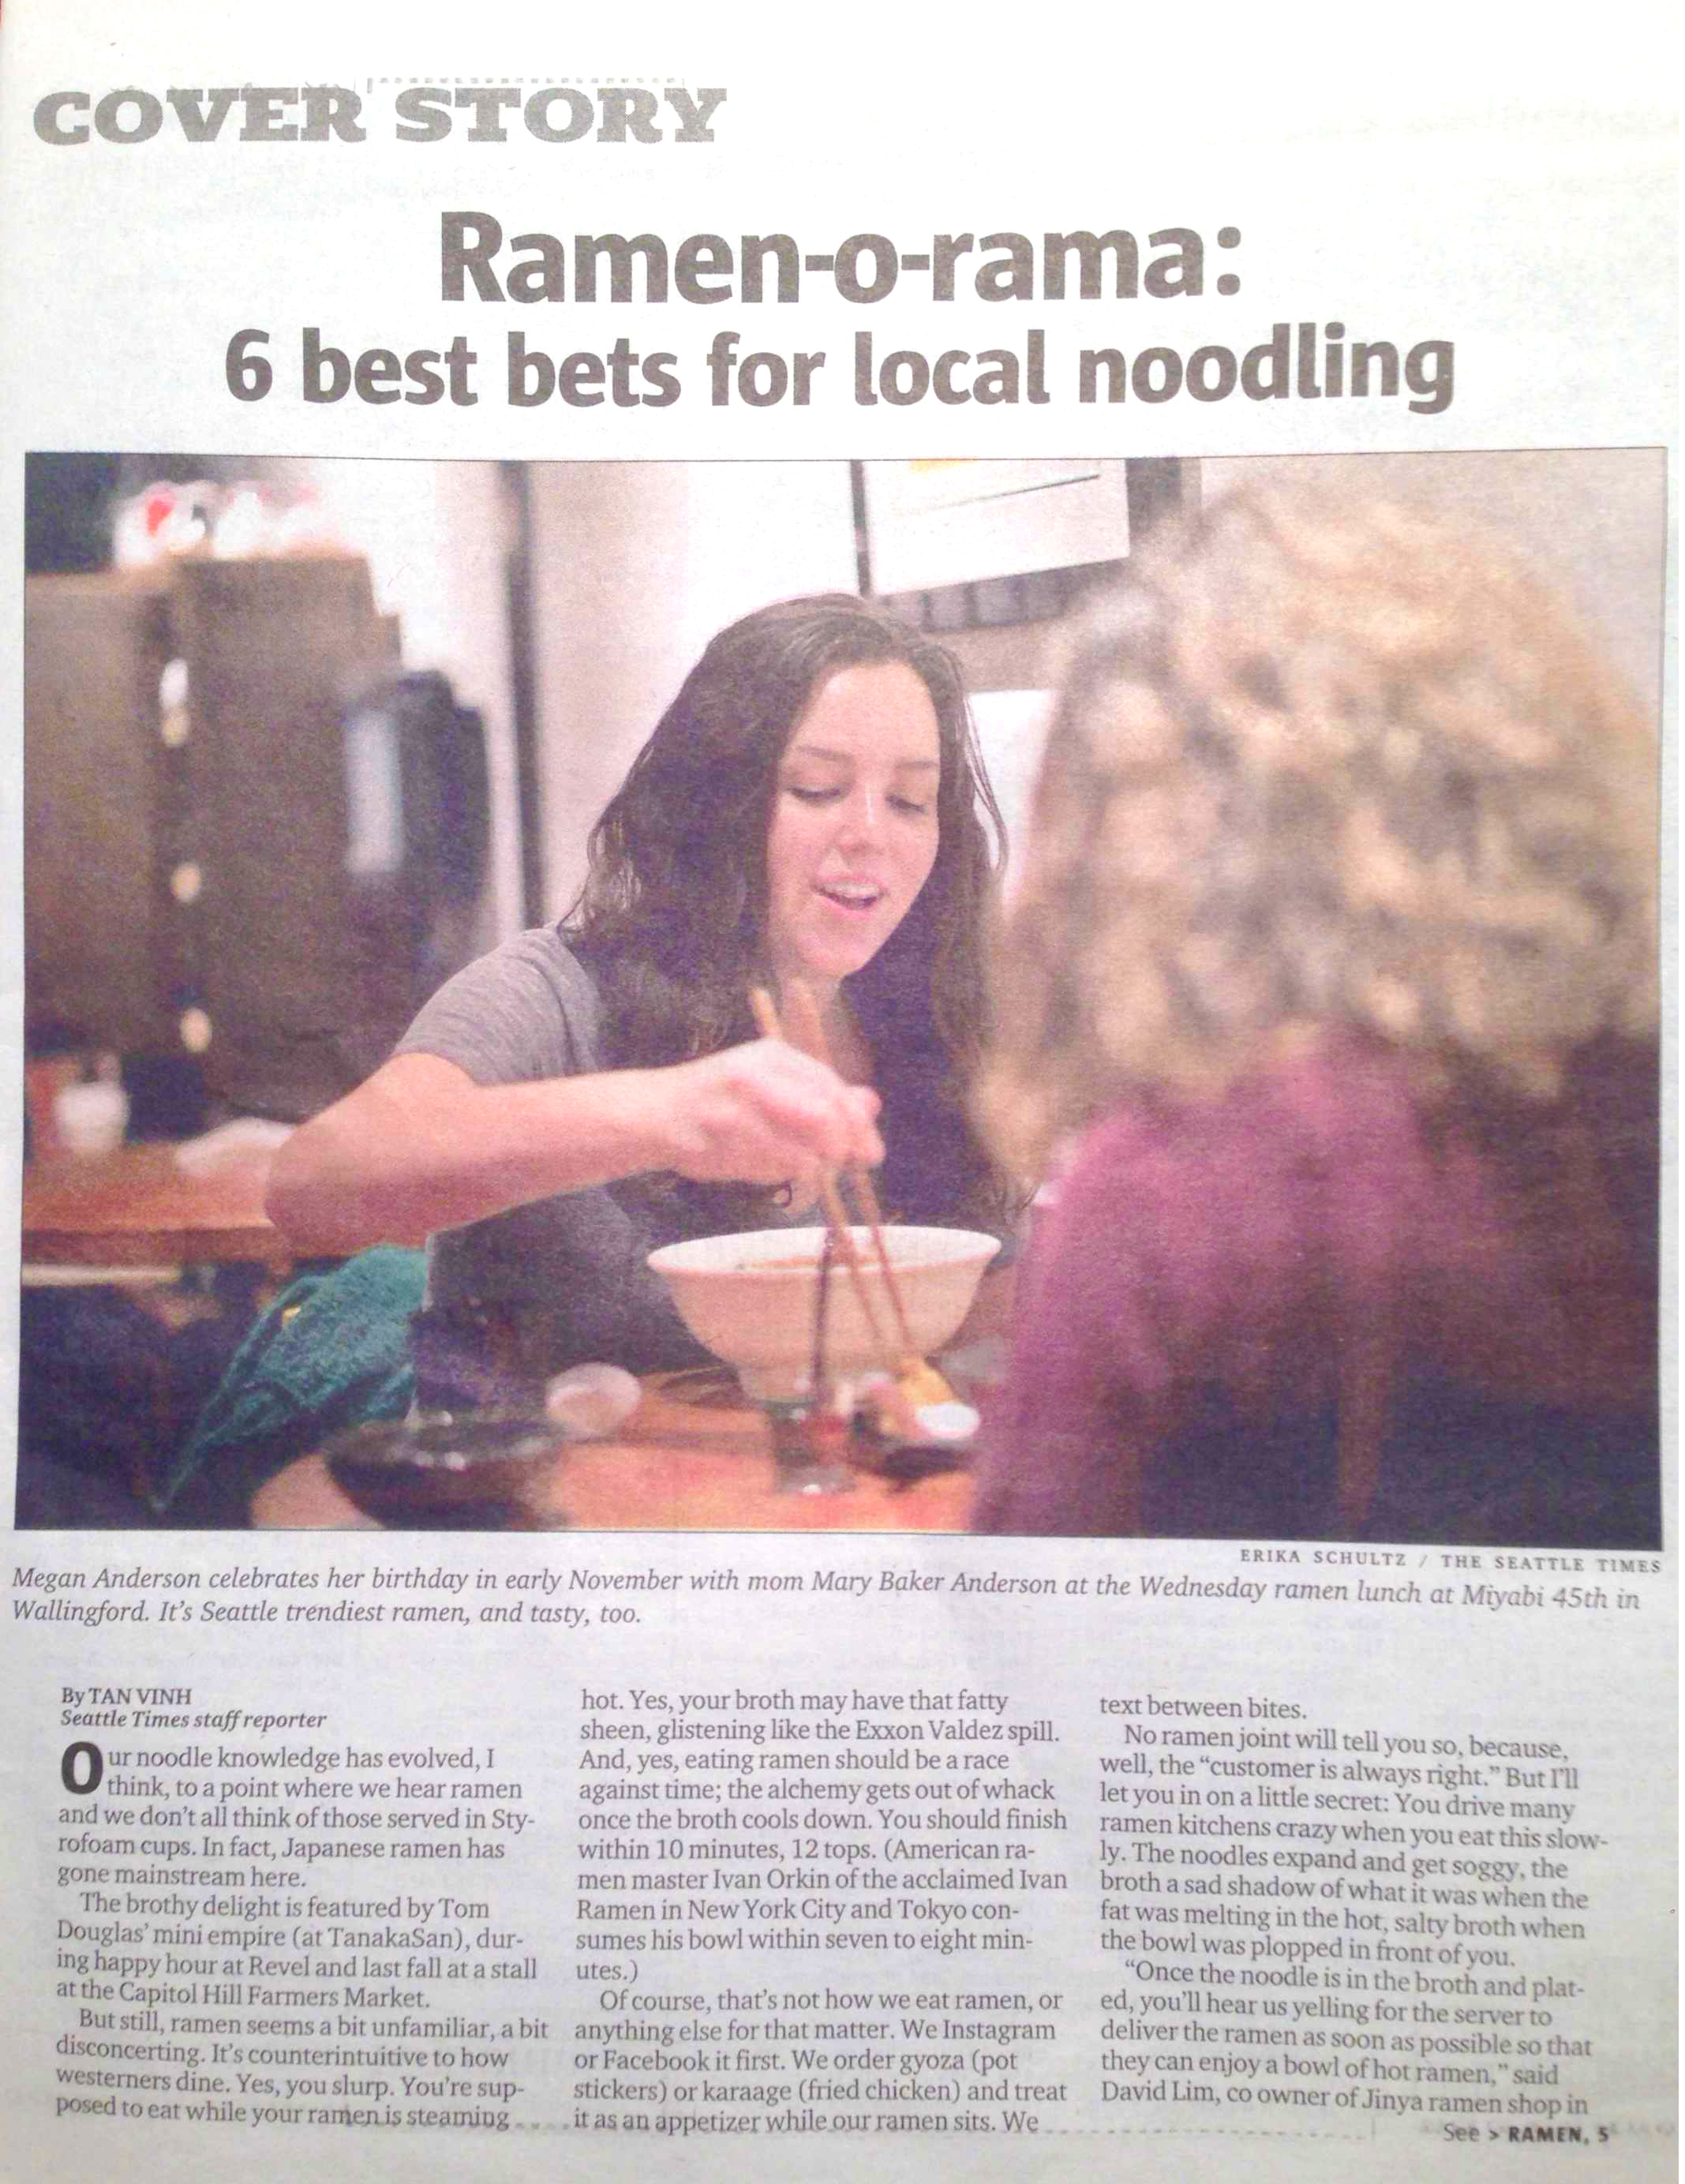 COVER STORY
Ramen-o-rama:
6 best bets for local noodling
ERIKA SCHULTZ / THE SEATTLE TIMES
Megan Anderson celebrates her birthday in early November with mom Mary Baker Anderson at the Wednesday ramen lunch at Miyabi 45th in
Wallingford. It's Seattle trendiest ramen, and tasty, too.
By TAN VINH
Seattle Times staff reporter
Our noodle knowledge has evolved, I
think, to a point where we hear ramen
and we don't all think of those served in Sty-
rofoam cups. In fact, Japanese ramen has
gone mainstream here.
The brothy delight is featured by Tom
Douglas' mini empire (at TanakaSan), dur-
ing happy hour at Revel and last fall at a stall
at the Capitol Hill Farmers Market.
But still, ramen seems a bit unfamiliar, a bit
disconcerting. It's counterintuitive to how
westerners dine. Yes, you slurp. You're sup-
posed to eat while your ramen is steaming
hot. Yes, your broth may have that fatty
sheen, glistening like the Exxon Valdez spill.
And, yes, eating ramen should be a race
against time; the alchemy gets out of whack
once the broth cools down. You should finish
within 10 minutes, 12 tops. (American ra-
men master Ivan Orkin of the acclaimed Ivan
Ramen in New York City and Tokyo con-
sumes his bowl within seven to eight min-
utes.)
Of course, that's not how we eat ramen, or
anything else for that matter. We Instagram
or Facebook it first. We order gyoza (pot
stickers) or karaage (fried chicken) and treat
it as an appetizer while our ramen sits. We
text between bites.
No ramen joint will tell you so, because,
well, the “customer is always right.” But I'll
let you in on a little secret: You drive many
ramen kitchens crazy when you eat this slow-
ly. The noodles expand and get soggy, the
broth a sad shadow of what it was when the
fat was melting in the hot, salty broth when
the bowl was plopped in front of you.
“Once the noodle is in the broth and plat-
ed, you'll hear us yelling for the server to
deliver the ramen as soon as possible so that
they can enjoy a bowl of hot ramen,” said
David Lim, co owner of Jinya ramen shop in
See > RAMEN, 5